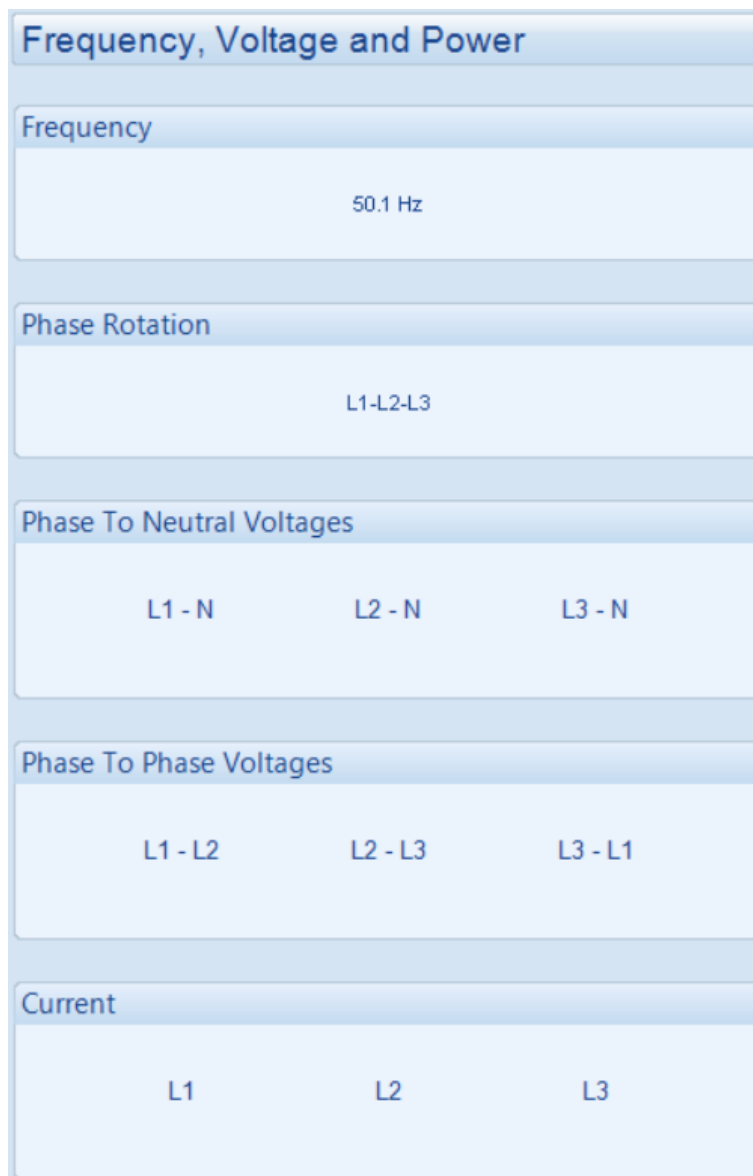 Frequency, Voltage and Power
Frequency
50.1 Hz
Phase Rotation
L1-L2-L3
Phase To Neutral Voltages
L1 - N L2 - N L3 - N
Phase To Phase Voltages
L1 - L2 L2 - L3 L3 - L1
Current
L1 L2 L3